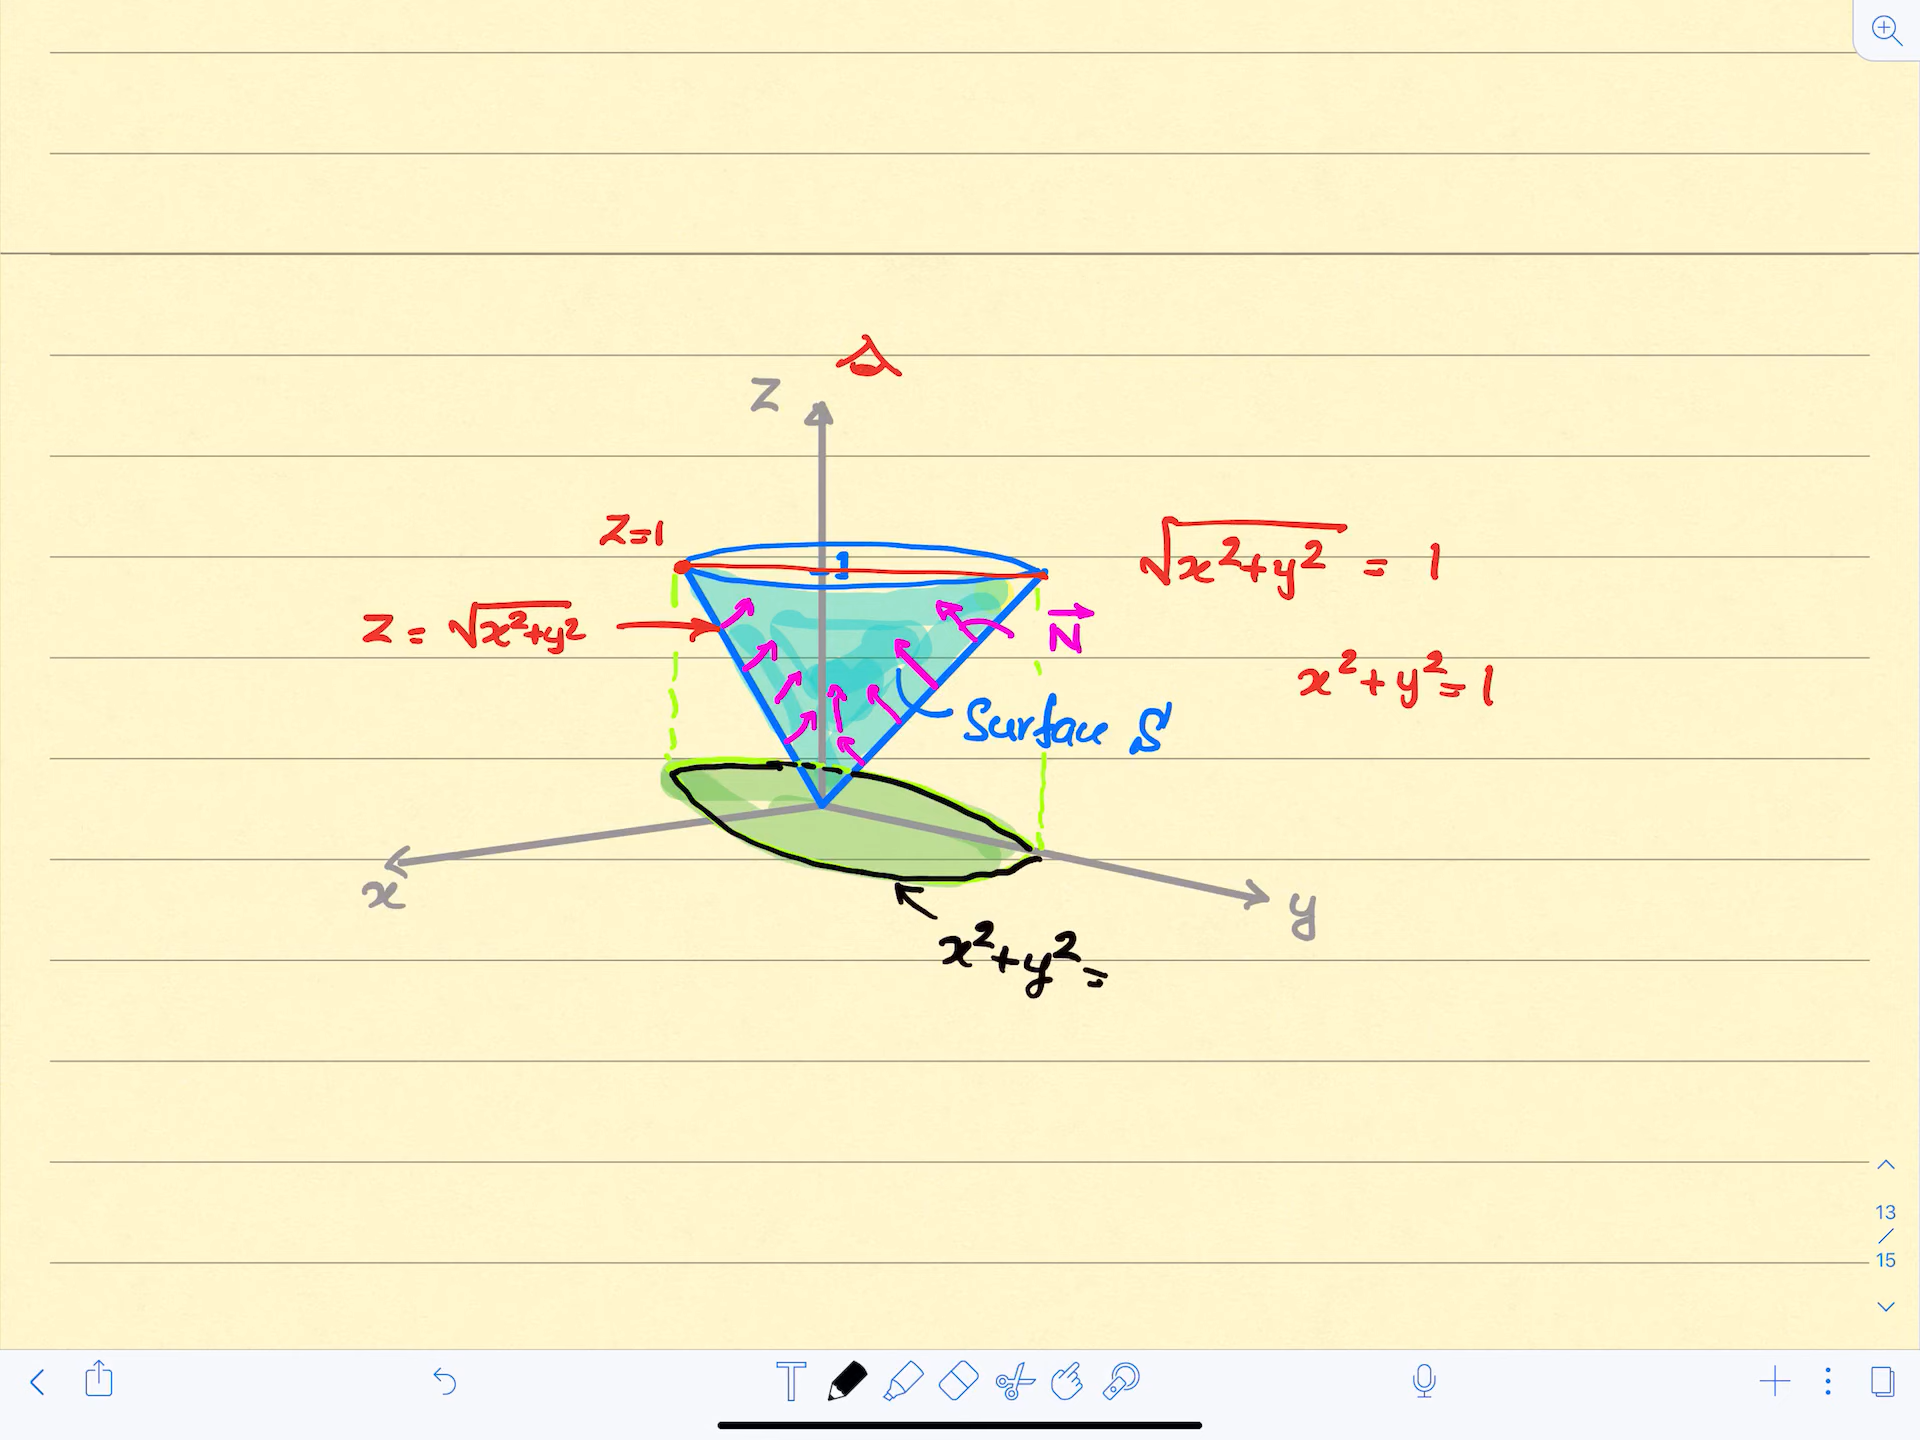 z
z=1
1
√x²+y² = 1
z = √x²+y²
N
x²+y²=1
Surface S
x
y
x²+y²=
13
/
15
T